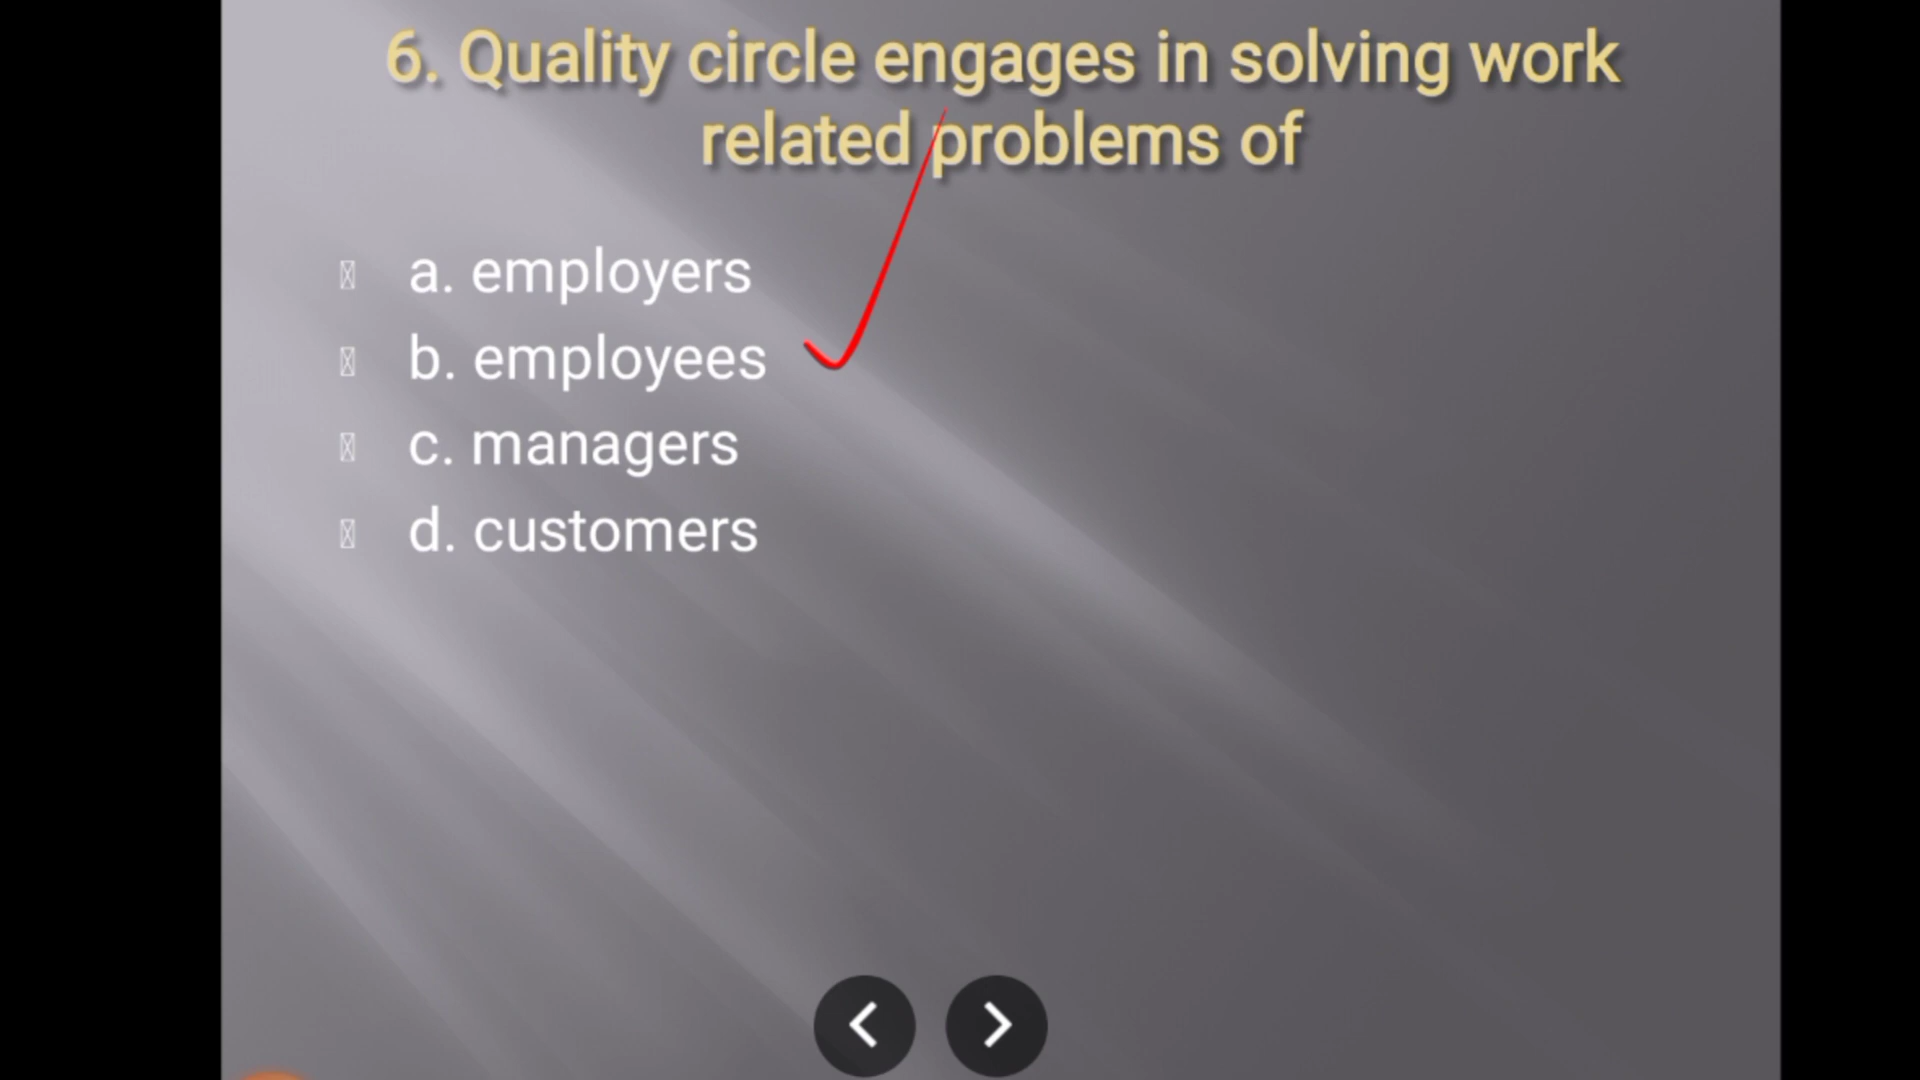 6. Quality circle engages in solving work
related problems of
a. employers
b. employees
c. managers
d. customers